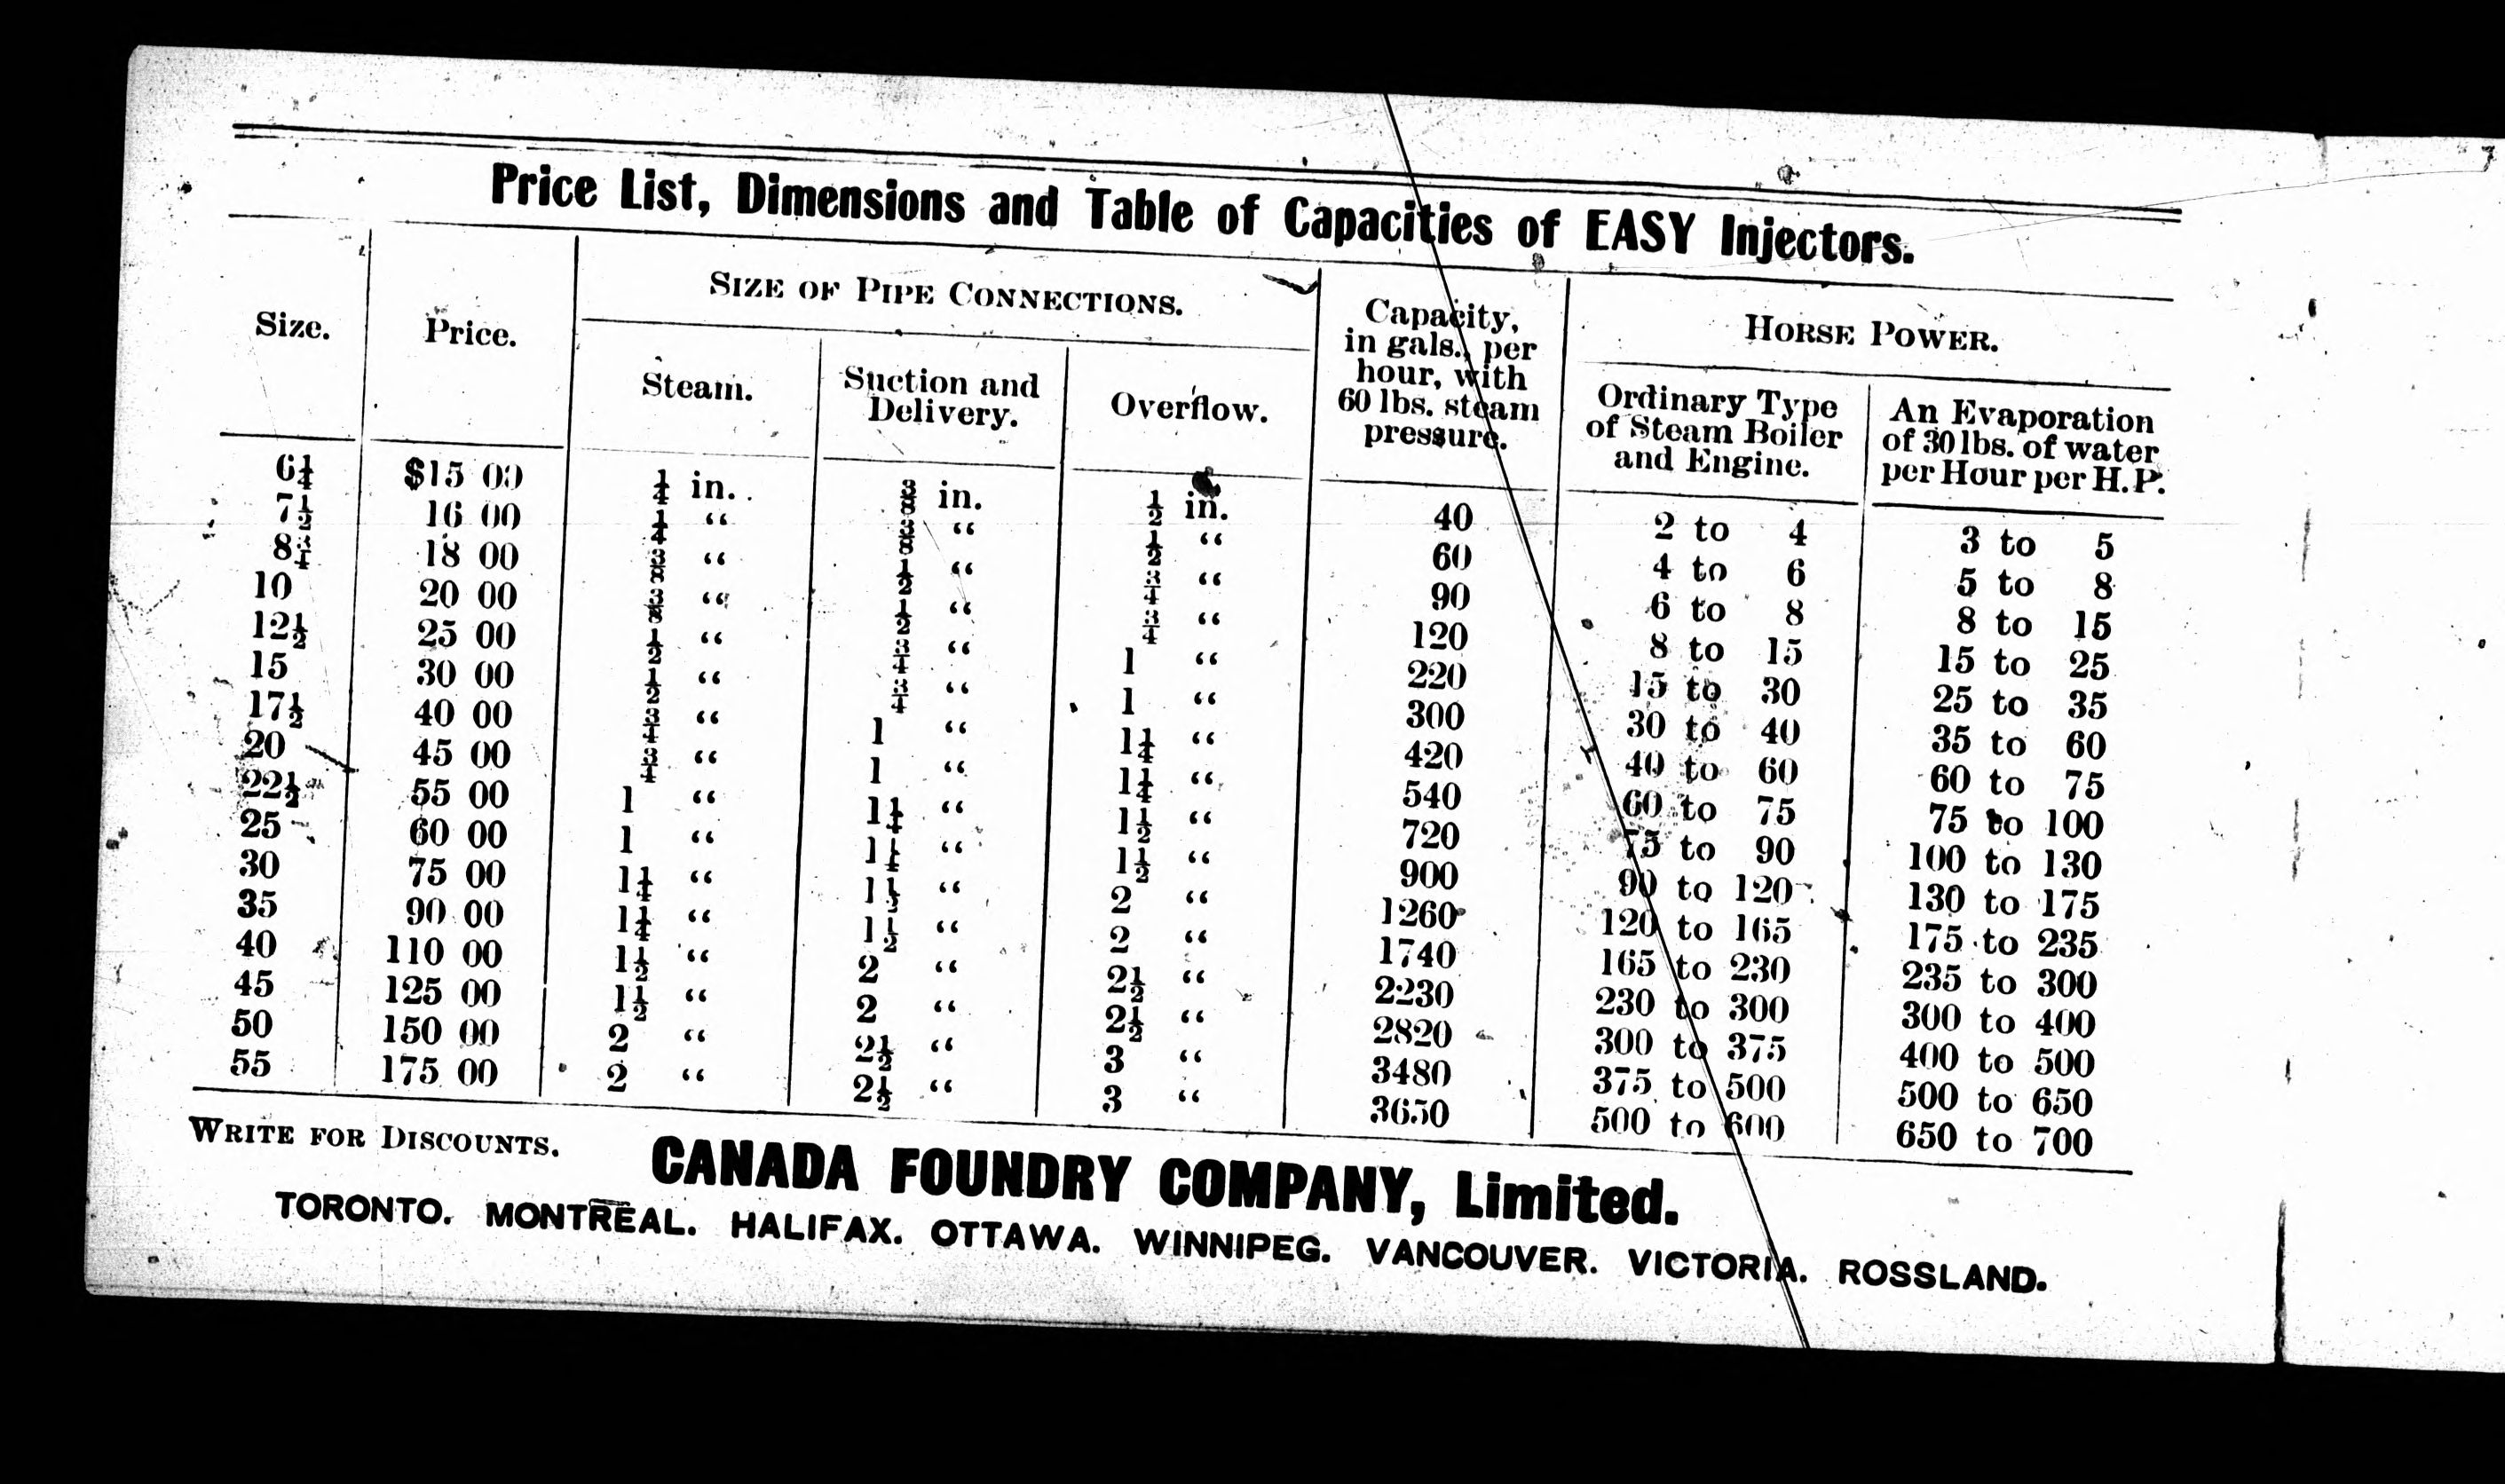 Price List, Dimensions and Table of Capacities of EASY Injectors.
Size.
Price.
SIZE OF PIPE CONNECTIONS.
Steam.
Suction and
Delivery.
Overflow.
Capacity,
in gals., per
hour, with
60 lbs. steam
pressure.
HORSE POWER.
Ordinary Type
of Steam Boiler
and Engine.
An Evaporation
of 30 lbs. of water
per Hour per H.P.
6¼ $15 00 ¼ in. ⅜ in. ½ in. 40 2 to 4 3 to 5
7½ 16 00 ¼ “ ⅜ “ ½ “ 60 4 to 6 5 to 8
8¾ 18 00 ⅜ “ ½ “ ¾ “ 90 6 to 8 8 to 15
10 20 00 ⅜ “ ½ “ ¾ “ 120 8 to 15 15 to 25
12½ 25 00 ½ “ ¾ “ 1 “ 220 15 to 30 25 to 35
15 30 00 ½ “ ¾ “ 1 “ 300 30 to 40 35 to 60
17½ 40 00 ¾ “ 1 “ 1¼ “ 420 40 to 60 60 to 75
20 45 00 ¾ “ 1 “ 1¼ “ 540 60 to 75 75 to 100
22½ 55 00 1 “ 1¼ “ 1½ “ 720 75 to 90 100 to 130
25 60 00 1 “ 1¼ “ 1½ “ 900 90 to 120 130 to 175
30 75 00 1¼ “ 1½ “ 2 “ 1260 120 to 165 175 to 235
35 90 00 1¼ “ 1½ “ 2 “ 1740 165 to 230 235 to 300
40 110 00 1½ “ 2 “ 2½ “ 2230 230 to 300 300 to 400
45 125 00 1½ “ 2 “ 2½ “ 2820 300 to 375 400 to 500
50 150 00 2 “ 2½ “ 3 “ 3480 375 to 500 500 to 650
55 175 00 2 “ 2½ “ 3 “ 3650 500 to 600 650 to 700
WRITE FOR DISCOUNTS.
CANADA FOUNDRY COMPANY, Limited.
TORONTO. MONTREAL. HALIFAX. OTTAWA. WINNIPEG. VANCOUVER. VICTORIA. ROSSLAND.